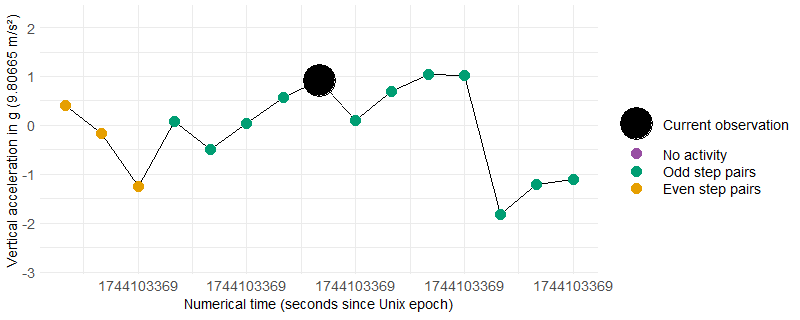 Vertical acceleration in g (9.80665 m/s²)
2
1
0
-1
-2
-3
1744103369 1744103369 1744103369 1744103369 1744103369
Numerical time (seconds since Unix epoch)
Current observation
No activity
Odd step pairs
Even step pairs